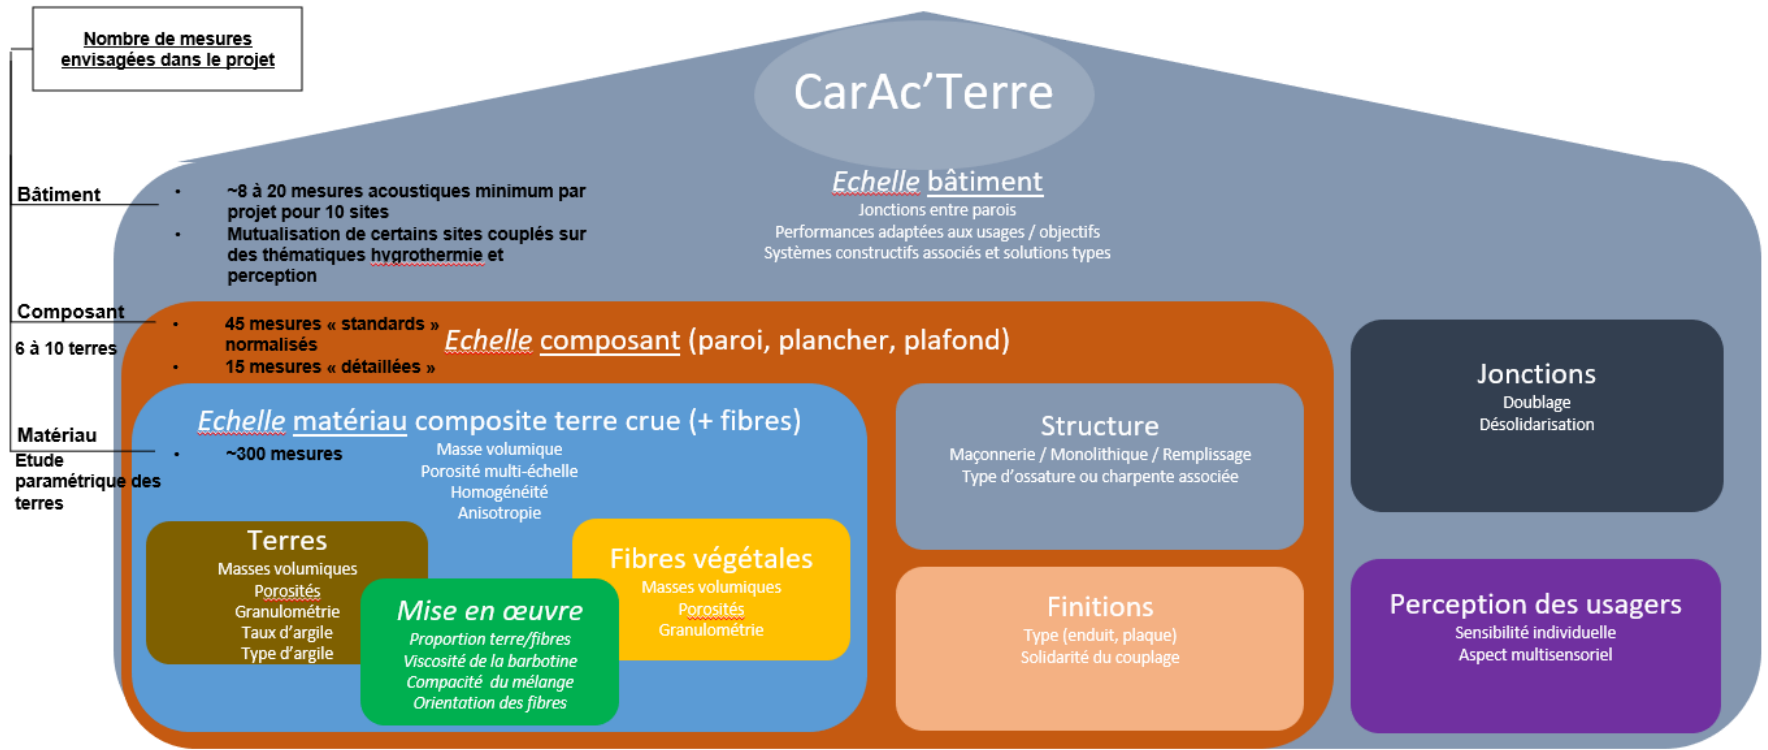 Nombre de mesures
envisagées dans le projet
CarAc’Terre
Bâtiment
• ~8 à 20 mesures acoustiques minimum par
projet pour 10 sites
• Mutualisation de certains sites couplés sur
des thématiques hygrothermie et
perception
Echelle bâtiment
Jonctions entre parois
Performances adaptées aux usages / objectifs
Systèmes constructifs associés et solutions types
Composant
6 à 10 terres
• 45 mesures « standards »
normalisés
• 15 mesures « détaillées »
Echelle composant (paroi, plancher, plafond)
Matériau
Etude
paramétrique des
terres
• ~300 mesures
Echelle matériau composite terre crue (+ fibres)
Masse volumique
Porosité multi-échelle
Homogénéité
Anisotropie
Terres
Masses volumiques
Porosités
Granulométrie
Taux d’argile
Type d’argile
Mise en œuvre
Proportion terre/fibres
Viscosité de la barbotine
Compacité du mélange
Orientation des fibres
Fibres végétales
Masses volumiques
Porosités
Granulométrie
Structure
Maçonnerie / Monolithique / Remplissage
Type d’ossature ou charpente associée
Finitions
Type (enduit, plaque)
Solidarité du couplage
Jonctions
Doublage
Désolidarisation
Perception des usagers
Sensibilité individuelle
Aspect multisensoriel